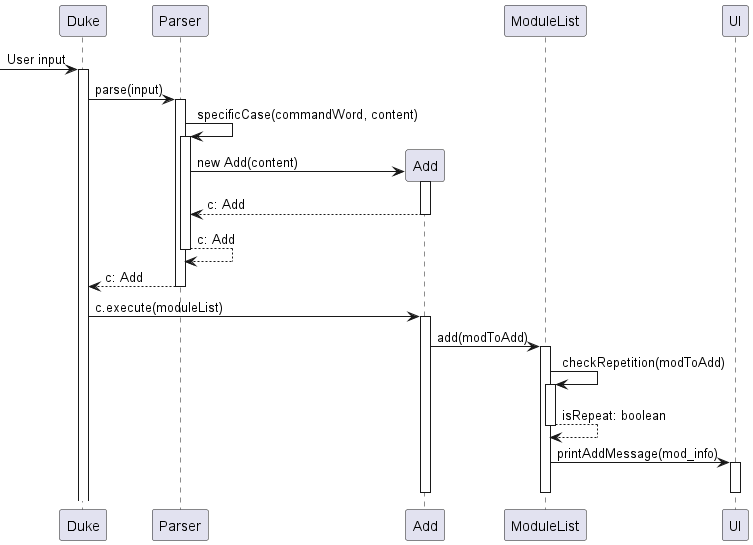 Duke
Parser
ModuleList
UI
User input
parse(input)
specificCase(commandWord, content)
new Add(content)
Add
c: Add
c: Add
c: Add
c.execute(moduleList)
add(modToAdd)
checkRepetition(modToAdd)
isRepeat: boolean
printAddMessage(mod_info)
Duke
Parser
Add
ModuleList
UI